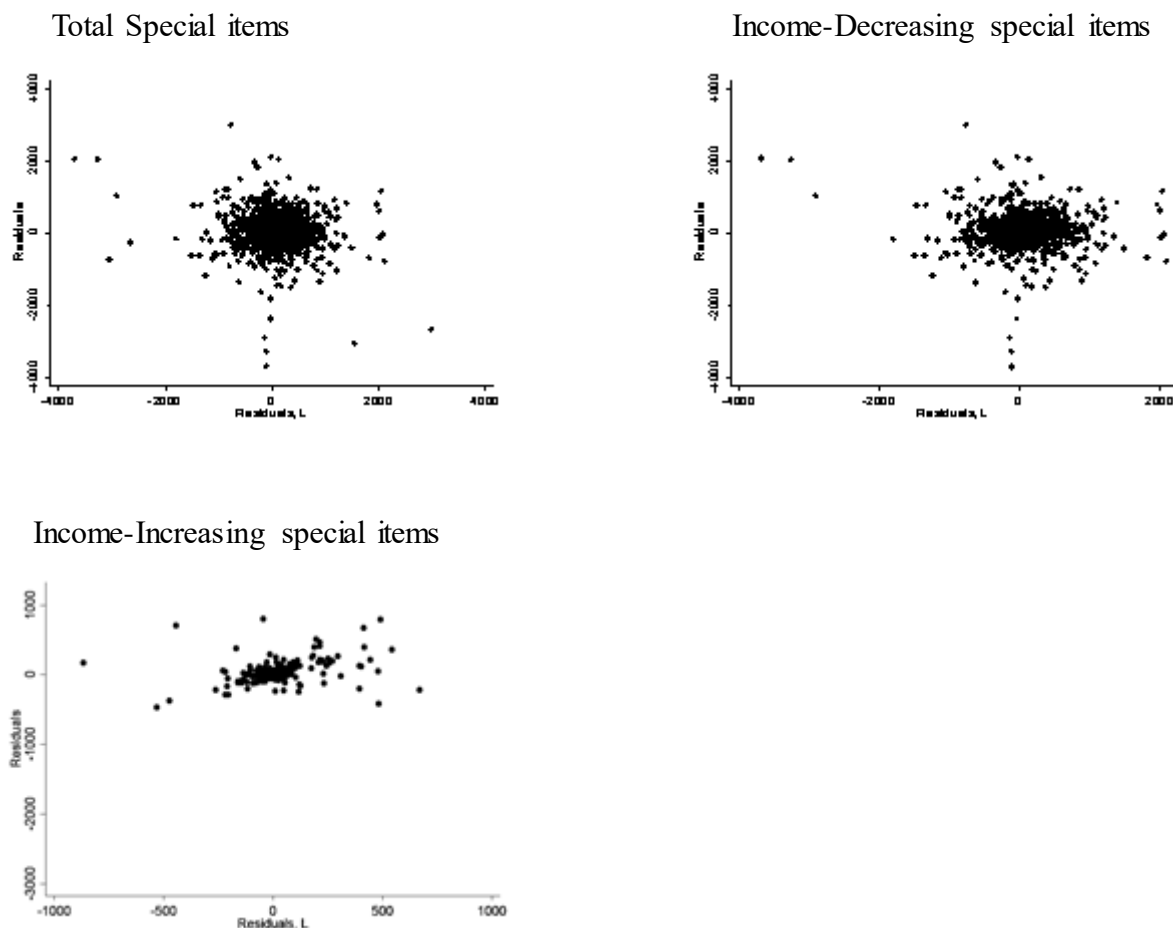 Total Special items
Income-Decreasing special items
4000
2000
0
-2000
-4000
Residuals
-4000 -2000 0 2000 4000
Residuals, L
4000
2000
0
-2000
-4000
Residuals
-4000 -2000 0 2000
Residuals, L
Income-Increasing special items
1000
0
-1000
-2000
-3000
Residuals
-1000 -500 0 500 1000
Residuals, L